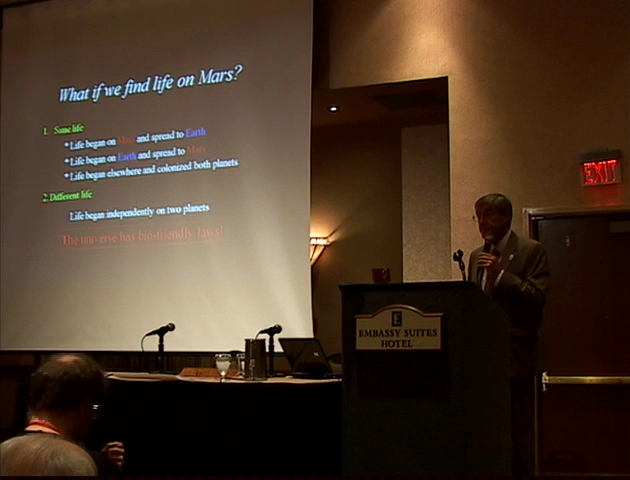 What if we find life on Mars?
1. Same life
* Life began on Mars and spread to Earth
* Life began on Earth and spread to Mars
* Life began elsewhere and colonized both planets
2. Different life
Life began independently on two planets
The universe has bio-friendly laws!
EXIT
E
EMBASSY SUITES
HOTEL